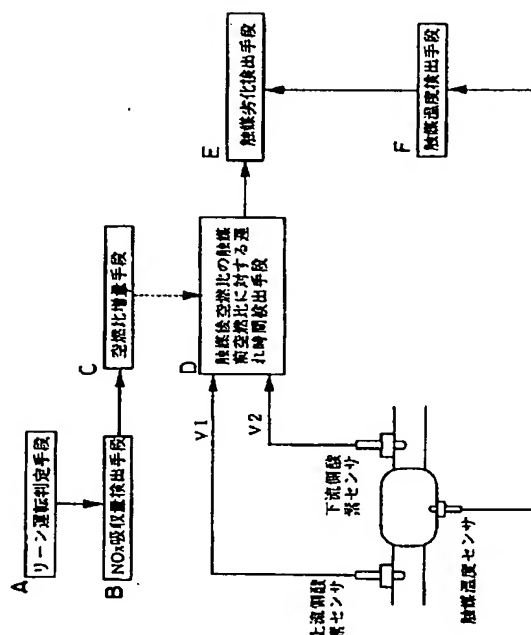 A
リーン運転判定手段
B
NOx吸収量検出手段
C
空燃比増量手段
D
触媒後空燃比の触媒
前空燃比に対する遅
れ時間検出手段
E
触媒劣化検出手段
F
触媒温度検出手段
V1
V2
上流側酸
素センサ
下流側酸
素センサ
触媒温度センサ